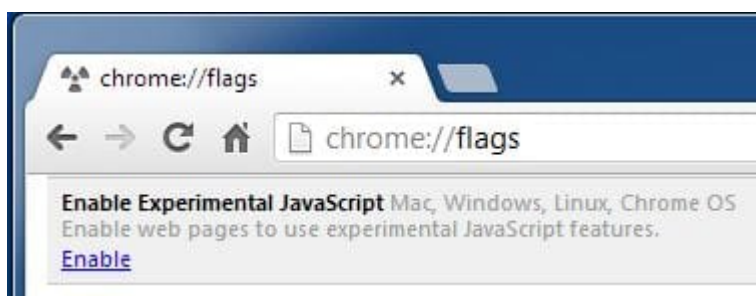 chrome://flags
chrome://flags
Enable Experimental JavaScript Mac, Windows, Linux, Chrome OS
Enable web pages to use experimental JavaScript features.
Enable